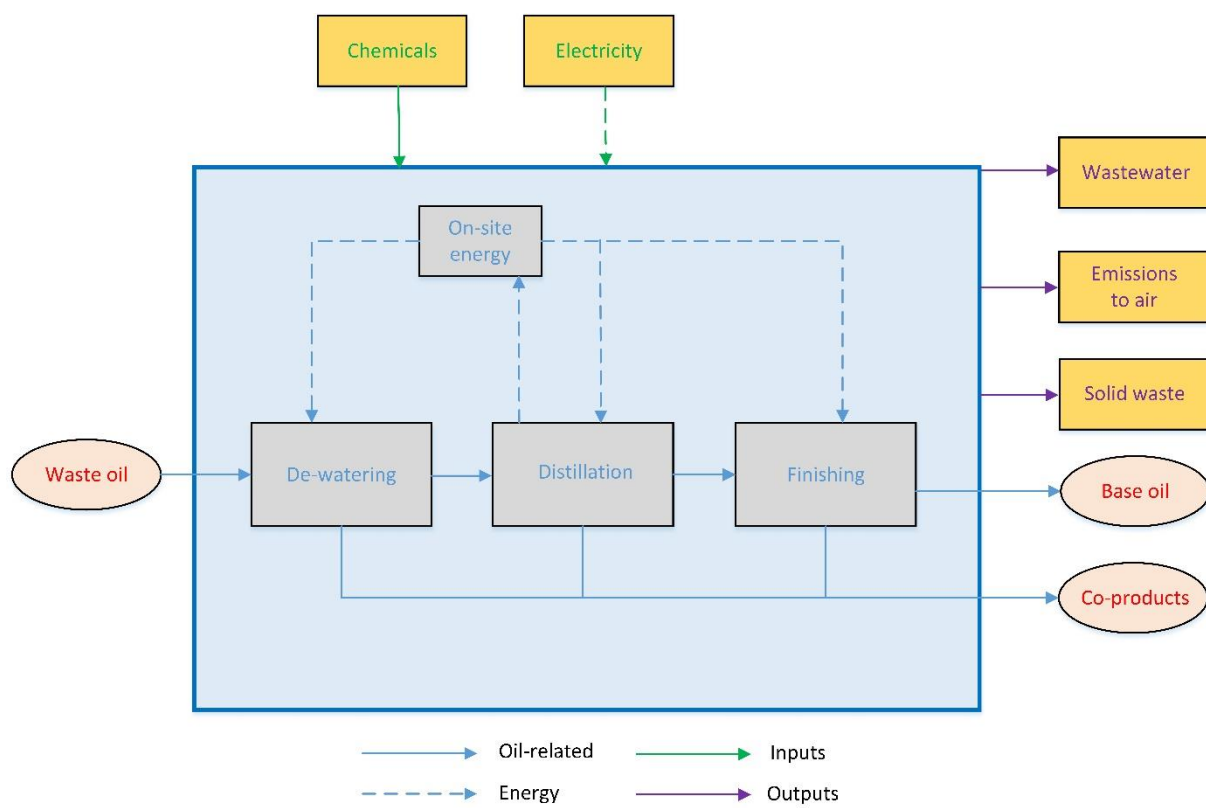 Chemicals
Electricity
Wastewater
On-site
energy
Emissions
to air
Solid waste
Waste oil
De-watering
Distillation
Finishing
Base oil
Co-products
Oil-related
Inputs
Energy
Outputs